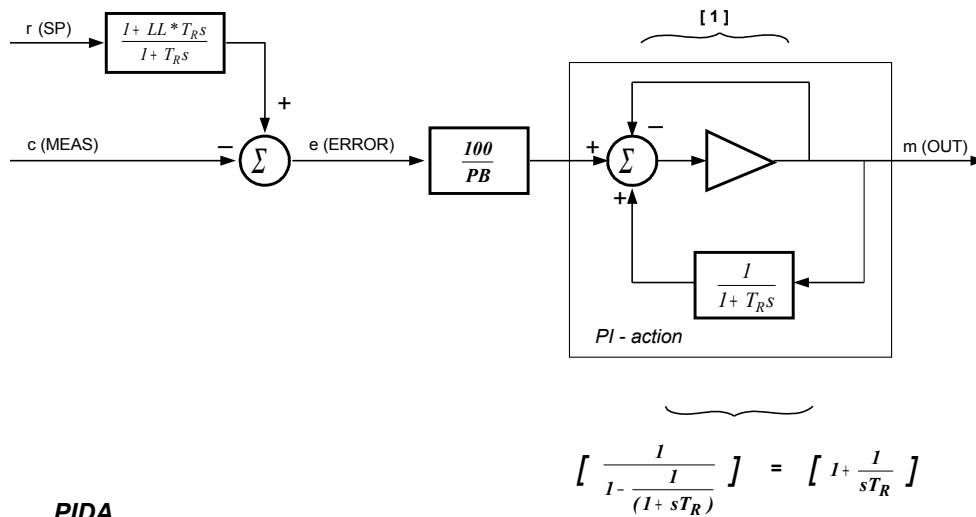 [ 1 ]
r (SP)
1 + LL * T_R s
1 + T_R s
+
c (MEAS)
−
Σ
e (ERROR)
100
PB
+
−
Σ
+
m (OUT)
1
1 + T_R s
PI - action
[ 1 / (1 - 1 / (1 + sT_R)) ] = [ 1 + 1 / sT_R ]
PIDA